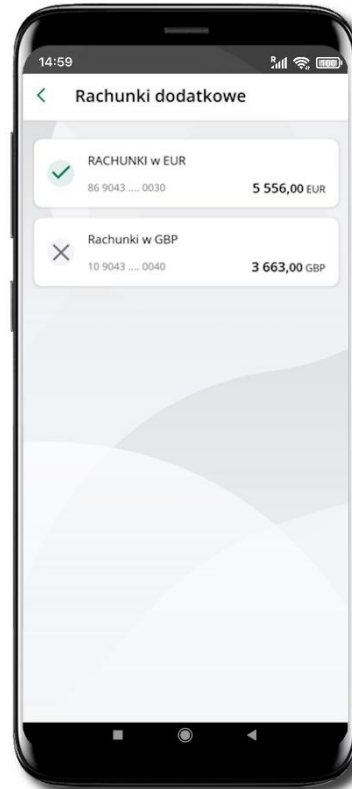 14:59
Rachunki dodatkowe
RACHUNKI w EUR
86 9043 .... 0030 5 556,00 EUR
Rachunki w GBP
10 9043 .... 0040 3 663,00 GBP